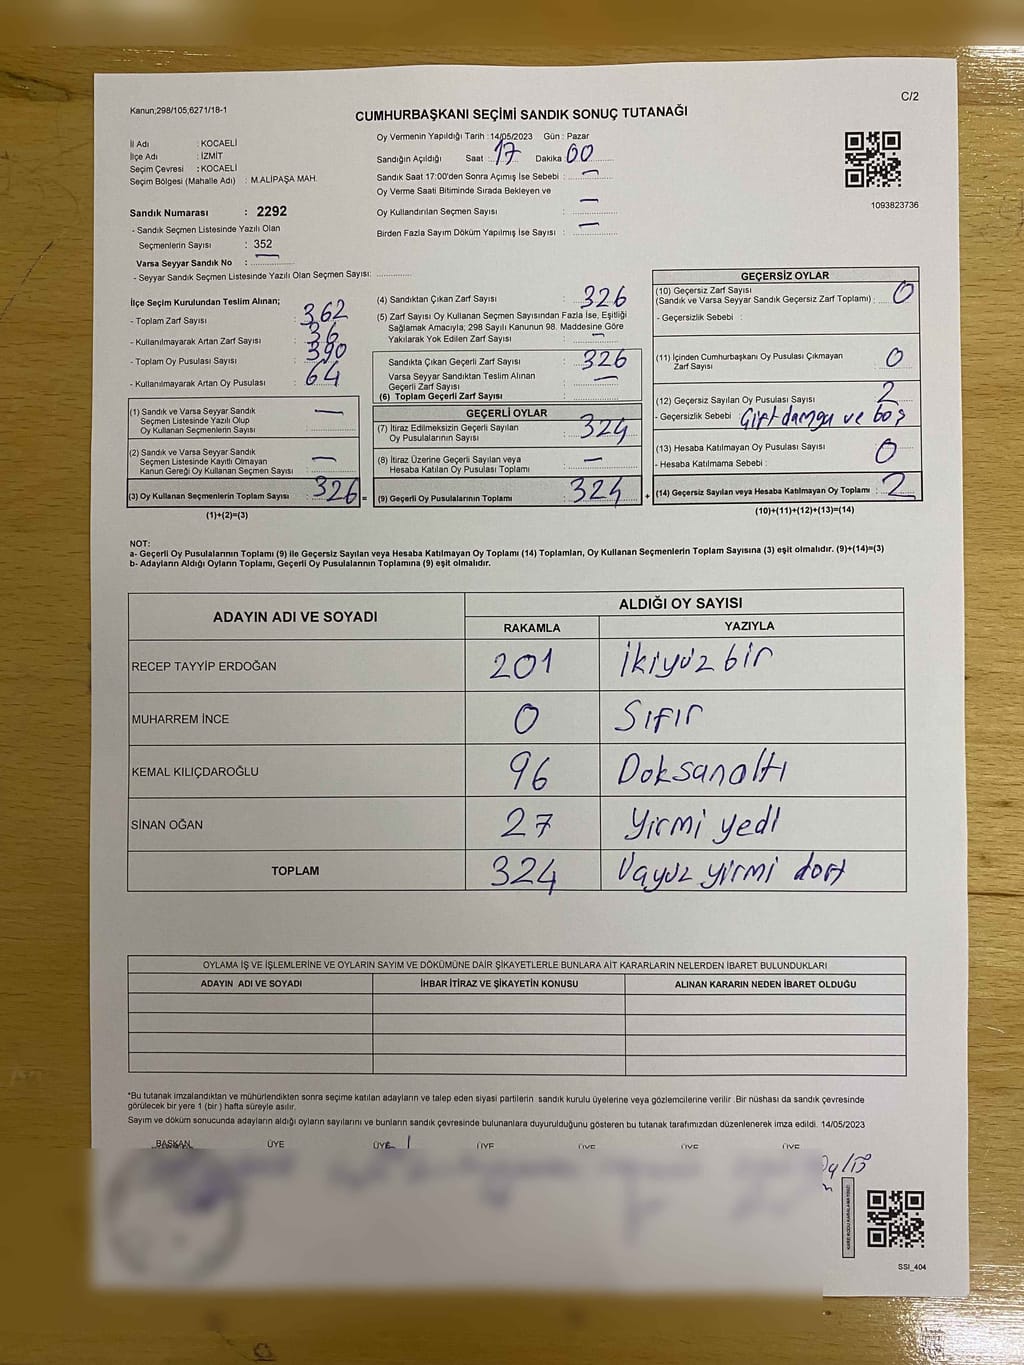 Kanun,298/105,6271/18-1
C/2
CUMHURBAŞKANI SEÇİMİ SANDIK SONUÇ TUTANAĞI
İl Adı : KOCAELİ
İlçe Adı : İZMİT
Seçim Çevresi : KOCAELİ
Seçim Bölgesi (Mahalle Adı) : M.ALİPAŞA MAH.
Sandık Numarası : 2292
- Sandık Seçmen Listesinde Yazılı Olan
Seçmenlerin Sayısı : 352
Varsa Seyyar Sandık No : —
- Seyyar Sandık Seçmen Listesinde Yazılı Olan Seçmen Sayısı:
Oy Vermenin Yapıldığı Tarih : 14/05/2023 Gün : Pazar
Sandığın Açıldığı Saat : 17 Dakika 00
Sandık Saat 17:00'den Sonra Açımış İse Sebebi : —
Oy Verme Saati Bitiminde Sırada Bekleyen ve
Oy Kullandırılan Seçmen Sayısı : —
Birden Fazla Sayım Döküm Yapılmış İse Sayısı : —
1093823736
İlçe Seçim Kurulundan Teslim Alınan;
- Toplam Zarf Sayısı : 362
- Kullanılmayarak Artan Zarf Sayısı : 36
- Toplam Oy Pusulası Sayısı : 390
- Kullanılmayarak Artan Oy Pusulası : 64
(1) Sandık ve Varsa Seyyar Sandık
Seçmen Listesinde Yazılı Olup
Oy Kullanan Seçmenlerin Sayısı : —
(2) Sandık ve Varsa Seyyar Sandık
Seçmen Listesinde Kayıtlı Olmayan
Kanun Gereği Oy Kullanan Seçmen Sayısı : —
(3) Oy Kullanan Seçmenlerin Toplam Sayısı : 326 =
(1)+(2)=(3)
(4) Sandıktan Çıkan Zarf Sayısı : 326
(5) Zarf Sayısı Oy Kullanan Seçmen Sayısından Fazla İse, Eşitliği
Sağlamak Amacıyla; 298 Sayılı Kanunun 98. Maddesine Göre
Yakılarak Yok Edilen Zarf Sayısı : —
Sandıkta Çıkan Geçerli Zarf Sayısı : 326
Varsa Seyyar Sandıktan Teslim Alınan
Geçerli Zarf Sayısı : —
(6) Toplam Geçerli Zarf Sayısı :
GEÇERLİ OYLAR
(7) İtiraz Edilmeksizin Geçerli Sayılan
Oy Pusulalarının Sayısı : 324
(8) İtiraz Üzerine Geçerli Sayılan veya
Hesaba Katılan Oy Pusulası Toplamı : —
(9) Geçerli Oy Pusulalarının Toplamı : 324 +
GEÇERSİZ OYLAR
(10) Geçersiz Zarf Sayısı
(Sandık ve Varsa Seyyar Sandık Geçersiz Zarf Toplamı) : 0
- Geçersizlik Sebebi :
(11) İçinden Cumhurbaşkanı Oy Pusulası Çıkmayan
Zarf Sayısı : 0
(12) Geçersiz Sayılan Oy Pusulası Sayısı : 2
- Geçersizlik Sebebi : Çift damga ve boş
(13) Hesaba Katılmayan Oy Pusulası Sayısı : 0
- Hesaba Katılmama Sebebi :
(14) Geçersiz Sayılan veya Hesaba Katılmayan Oy Toplamı : 2
(10)+(11)+(12)+(13)=(14)
NOT:
a- Geçerli Oy Pusulalarının Toplamı (9) ile Geçersiz Sayılan veya Hesaba Katılmayan Oy Toplamı (14) Toplamları, Oy Kullanan Seçmenlerin Toplam Sayısına (3) eşit olmalıdır. (9)+(14)=(3)
b- Adayların Aldığı Oyların Toplamı, Geçerli Oy Pusulalarının Toplamına (9) eşit olmalıdır.
ADAYIN ADI VE SOYADI
ALDIĞI OY SAYISI
RAKAMLA YAZIYLA
RECEP TAYYİP ERDOĞAN 201 İkiyüz bir
MUHARREM İNCE 0 Sıfır
KEMAL KILIÇDAROĞLU 96 Doksanaltı
SİNAN OĞAN 27 Yirmi yedi
TOPLAM 324 Üçyüz yirmi dört
OYLAMA İŞ VE İŞLEMLERİNE VE OYLARIN SAYIM VE DÖKÜMÜNE DAİR ŞİKAYETLERLE BUNLARA AİT KARARLARIN NELERDEN İBARET BULUNDUKLARI
ADAYIN ADI VE SOYADI İHBAR İTİRAZ VE ŞİKAYETİN KONUSU ALINAN KARARIN NEDEN İBARET OLDUĞU
*Bu tutanak imzalandıktan ve mühürlendikten sonra seçime katılan adayların ve talep eden siyasi partilerin sandık kurulu üyelerine veya gözlemcilerine verilir .Bir nüshası da sandık çevresinde
görülecek bir yere 1 (bir ) hafta süreyle asılır.
Sayım ve döküm sonucunda adayların aldığı oyların sayılarını ve bunların sandık çevresinde bulunanlara duyurulduğunu gösteren bu tutanak tarafımızdan düzenlenerek imza edildi. 14/05/2023
BAŞKAN ÜYE ÜYE ÜYE ÜYE ÜYE ÜYE
SSI_404